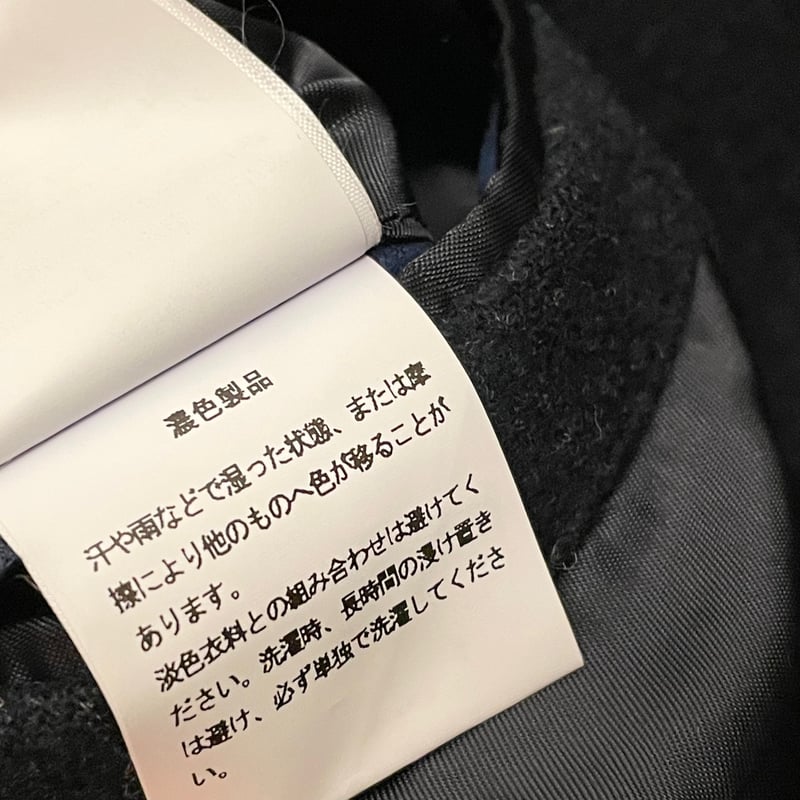 濃色製品
汗や雨などで湿った状態、または摩
擦により他のものへ色が移ることが
あります。
淡色衣料との組み合わせは避けてく
ださい。洗濯時、長時間の浸け置き
は避け、必ず単独で洗濯してくださ
い。